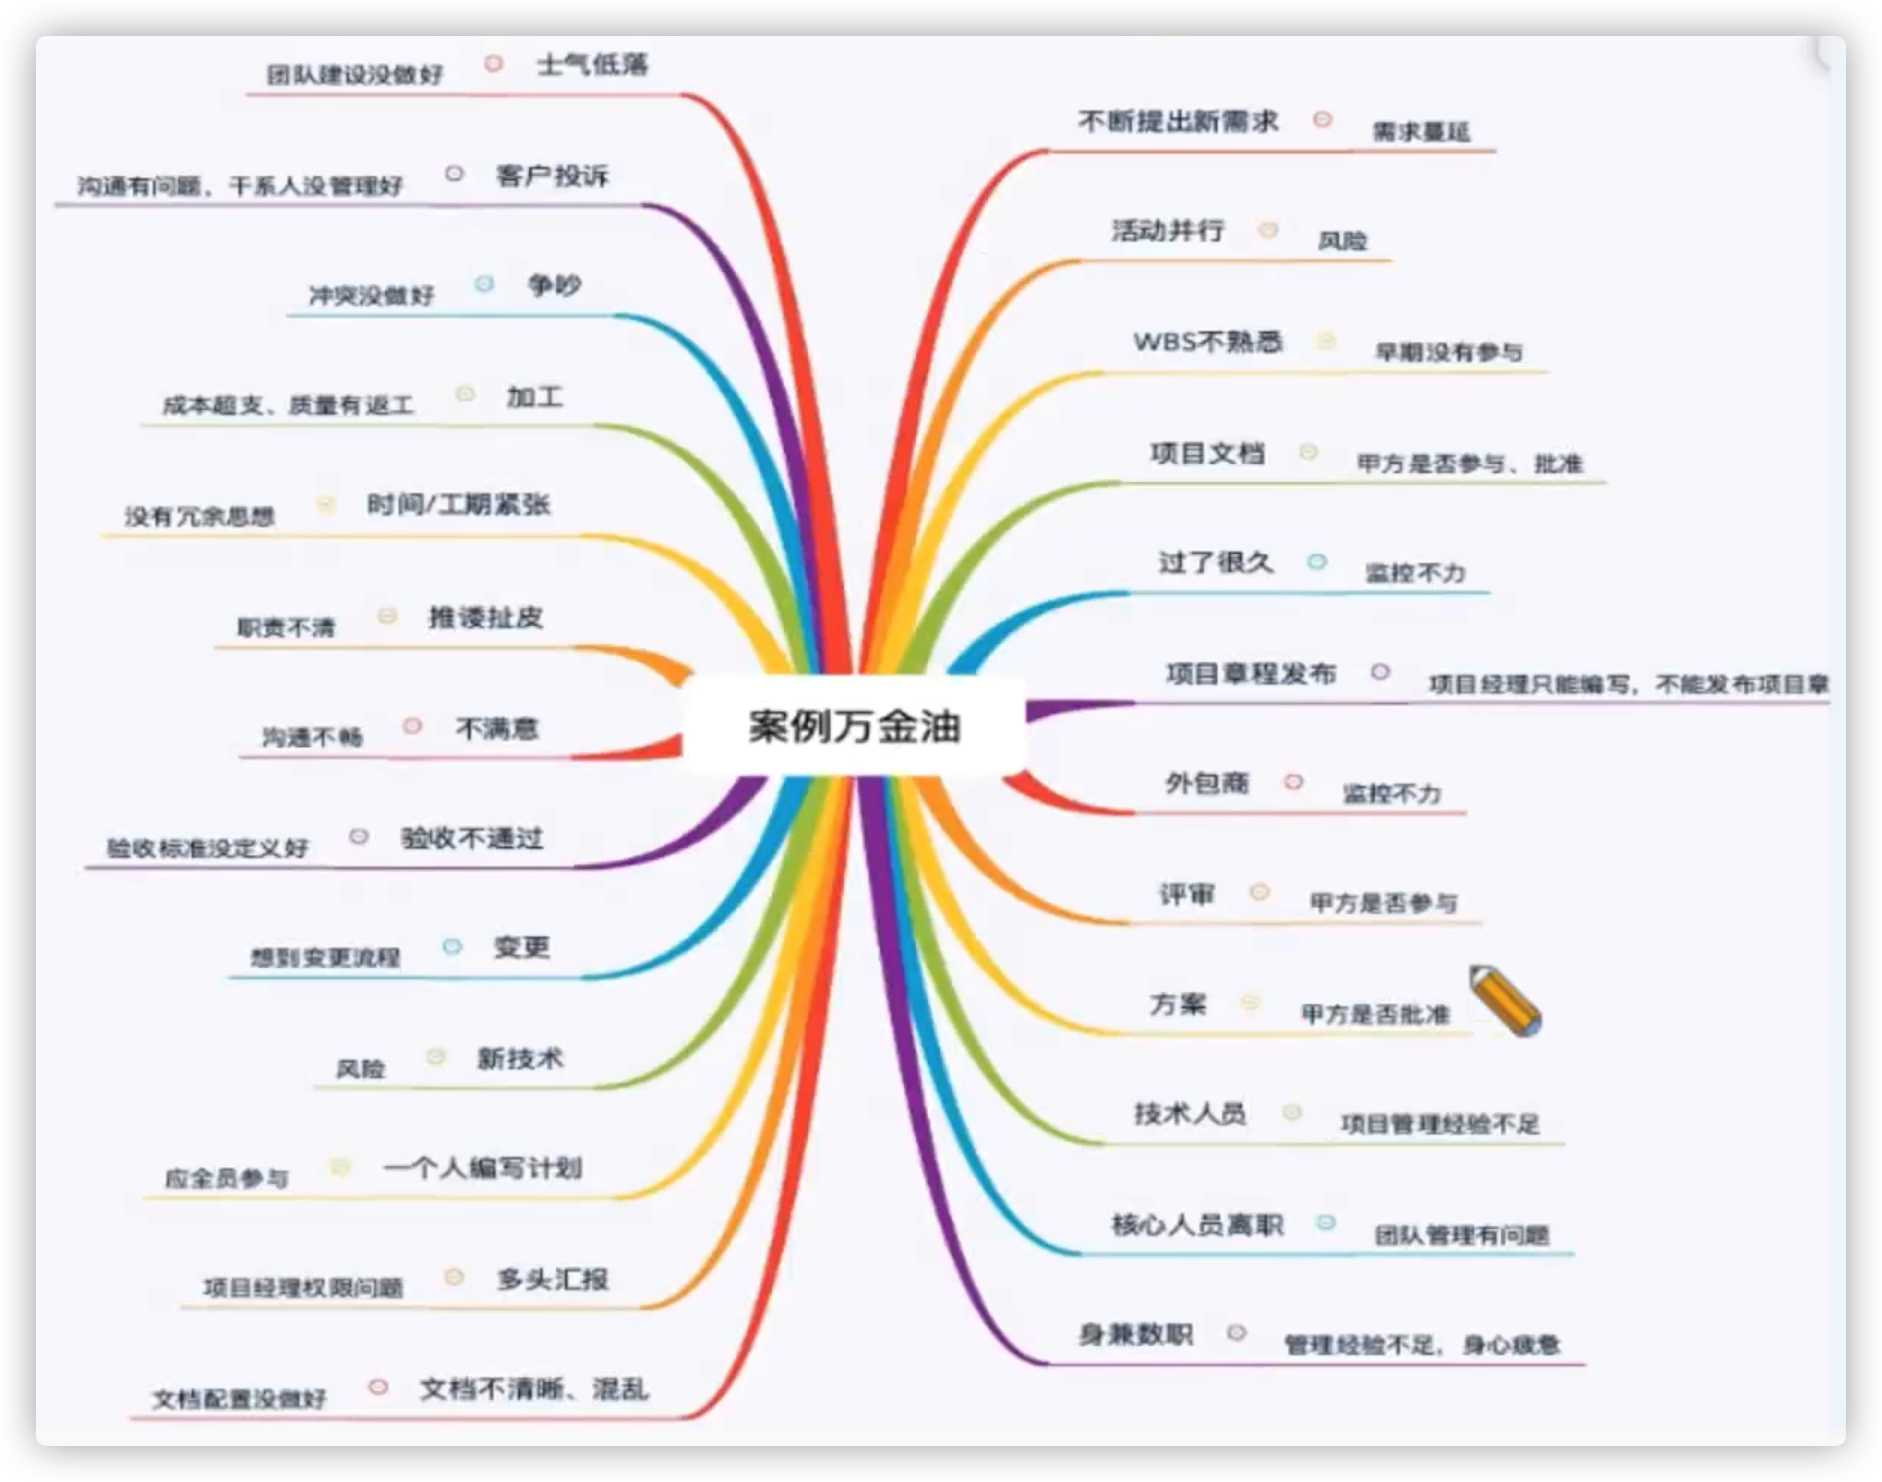 案例万金油
士气低落
团队建设没做好
客户投诉
沟通有问题，干系人没管理好
争吵
冲突没做好
加工
成本超支、质量有返工
时间/工期紧张
没有冗余思想
推诿扯皮
职责不清
不满意
沟通不畅
验收不通过
验收标准没定义好
变更
想到变更流程
新技术
风险
一个人编写计划
应全员参与
多头汇报
项目经理权限问题
文档不清晰、混乱
文档配置没做好
不断提出新需求
需求蔓延
活动并行
风险
WBS不熟悉
早期没有参与
项目文档
甲方是否参与、批准
过了很久
监控不力
项目章程发布
项目经理只能编写，不能发布项目章
外包商
监控不力
评审
甲方是否参与
方案
甲方是否批准
技术人员
项目管理经验不足
核心人员离职
团队管理有问题
身兼数职
管理经验不足，身心疲惫